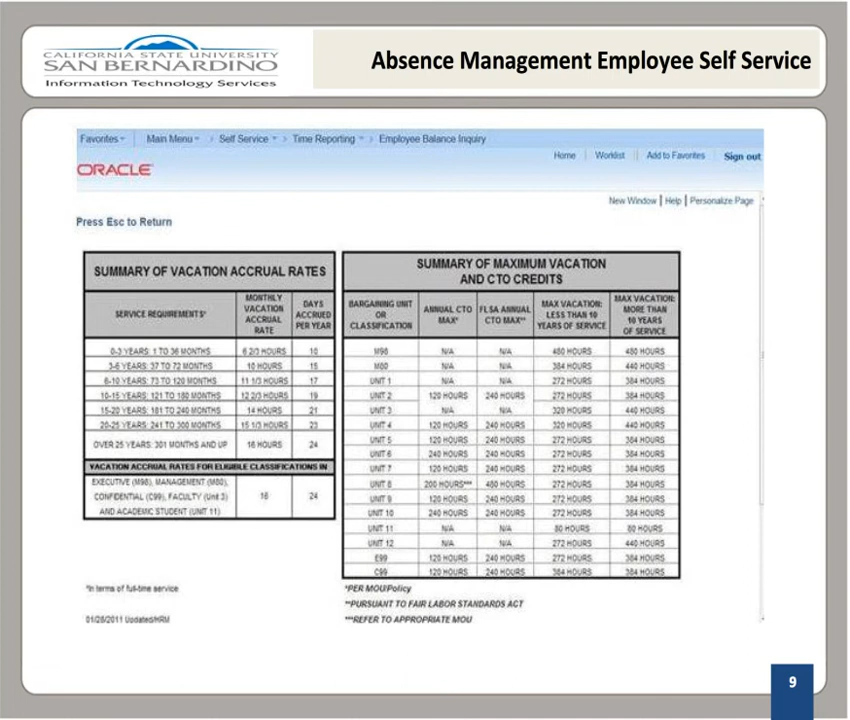 CALIFORNIA STATE UNIVERSITY
SAN BERNARDINO
Information Technology Services
Absence Management Employee Self Service
Favorites Main Menu > Self Service > Time Reporting > Employee Balance Inquiry
Home | Worklist | Add to Favorites | Sign out
ORACLE
New Window | Help | Personalize Page
Press Esc to Return
SUMMARY OF VACATION ACCRUAL RATES
SERVICE REQUIREMENTS* MONTHLY VACATION ACCRUAL RATE DAYS ACCRUED PER YEAR
0-3 YEARS: 1 TO 36 MONTHS 6 2/3 HOURS 10
3-6 YEARS: 37 TO 72 MONTHS 10 HOURS 15
6-10 YEARS: 73 TO 120 MONTHS 11 1/3 HOURS 17
10-15 YEARS: 121 TO 180 MONTHS 12 2/3 HOURS 19
15-20 YEARS: 181 TO 240 MONTHS 14 HOURS 21
20-25 YEARS: 241 TO 300 MONTHS 15 1/3 HOURS 23
OVER 25 YEARS: 301 MONTHS AND UP 16 HOURS 24
VACATION ACCRUAL RATES FOR ELIGIBLE CLASSIFICATIONS IN
EXECUTIVE (M98), MANAGEMENT (M80),
CONFIDENTIAL (C99), FACULTY (Unit 3) 16 24
AND ACADEMIC STUDENT (UNIT 11)
*In terms of full-time service
01/26/2011 Updated/HRM
SUMMARY OF MAXIMUM VACATION
AND CTO CREDITS
BARGAINING UNIT OR CLASSIFICATION ANNUAL CTO MAX* FLSA ANNUAL CTO MAX** MAX VACATION: LESS THAN 10 YEARS OF SERVICE MAX VACATION: MORE THAN 10 YEARS OF SERVICE
M98 N/A N/A 480 HOURS 480 HOURS
M80 N/A N/A 384 HOURS 440 HOURS
UNIT 1 N/A N/A 272 HOURS 384 HOURS
UNIT 2 120 HOURS 240 HOURS 272 HOURS 384 HOURS
UNIT 3 N/A N/A 320 HOURS 440 HOURS
UNIT 4 120 HOURS 240 HOURS 320 HOURS 440 HOURS
UNIT 5 120 HOURS 240 HOURS 272 HOURS 384 HOURS
UNIT 6 240 HOURS 240 HOURS 272 HOURS 384 HOURS
UNIT 7 120 HOURS 240 HOURS 272 HOURS 384 HOURS
UNIT 8 200 HOURS*** 480 HOURS 272 HOURS 384 HOURS
UNIT 9 120 HOURS 240 HOURS 272 HOURS 384 HOURS
UNIT 10 240 HOURS 240 HOURS 272 HOURS 384 HOURS
UNIT 11 N/A N/A 80 HOURS 80 HOURS
UNIT 12 N/A N/A 272 HOURS 440 HOURS
E99 120 HOURS 240 HOURS 272 HOURS 384 HOURS
C99 120 HOURS 240 HOURS 384 HOURS 384 HOURS
*PER MOU/Policy
**PURSUANT TO FAIR LABOR STANDARDS ACT
***REFER TO APPROPRIATE MOU
9